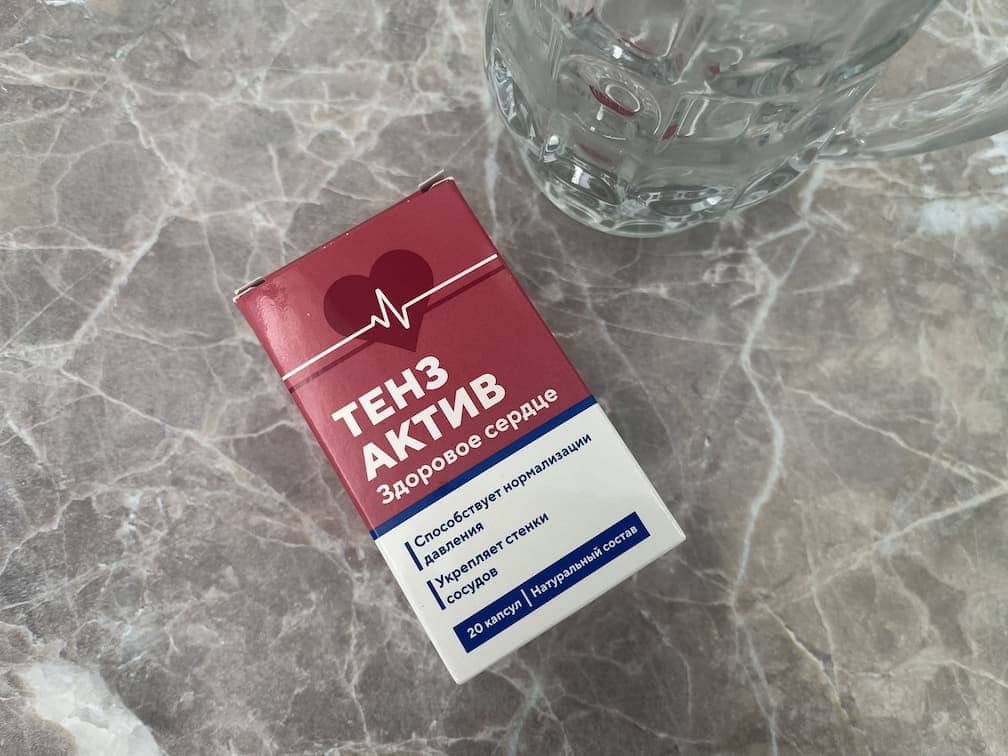 ТЕНЗ
АКТИВ
Здоровое сердце
Способствует нормализации
давления
Укрепляет стенки
сосудов
20 капсул | Натуральный состав